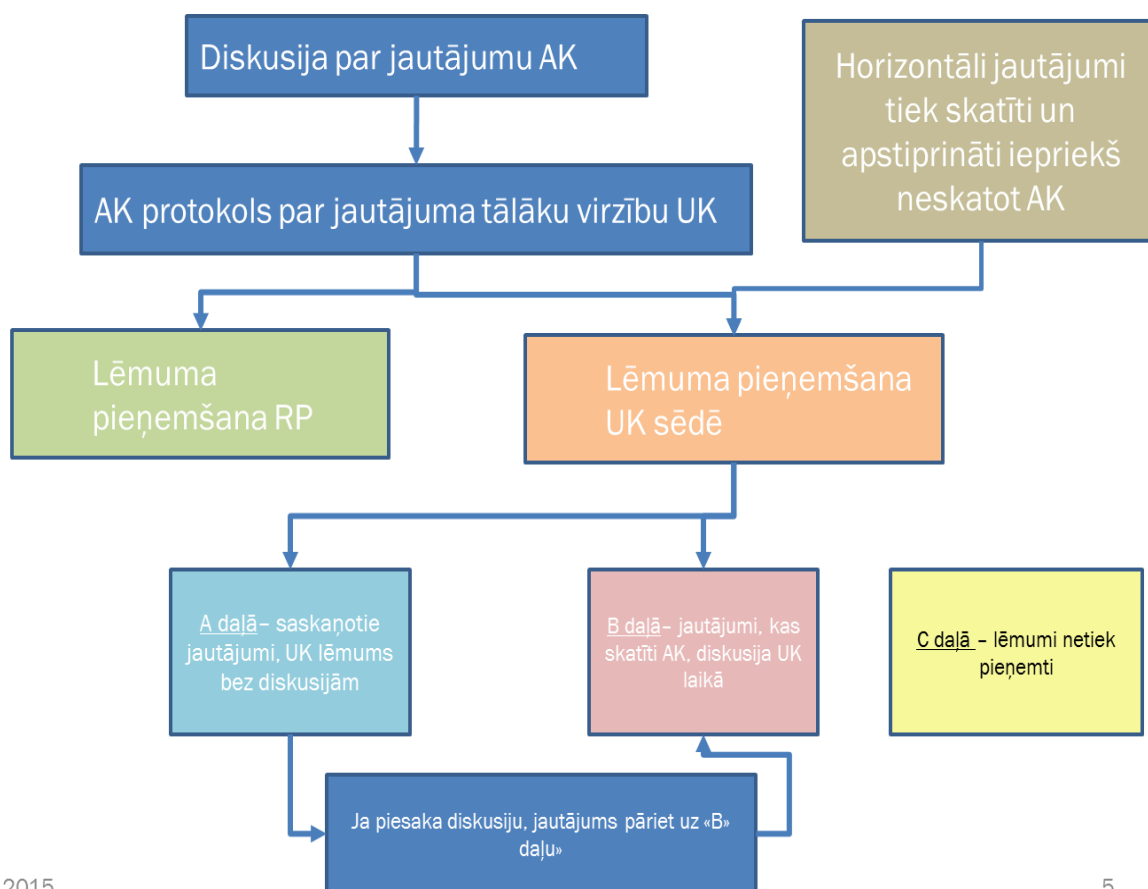 Diskusija par jautājumu AK
Horizontāli jautājumi
tiek skatīti un
apstiprināti iepriekš
neskatot AK
AK protokols par jautājuma tālāku virzību UK
Lēmuma
pieņemšana RP
Lēmuma pieņemšana
UK sēdē
A daļā– saskaņotie
jautājumi, UK lēmums
bez diskusijām
B daļā– jautājumi, kas
skatīti AK, diskusija UK
laikā
C daļā – lēmumi netiek
pieņemti
Ja piesaka diskusiju, jautājums pāriet uz «B»
daļu»
2015
5